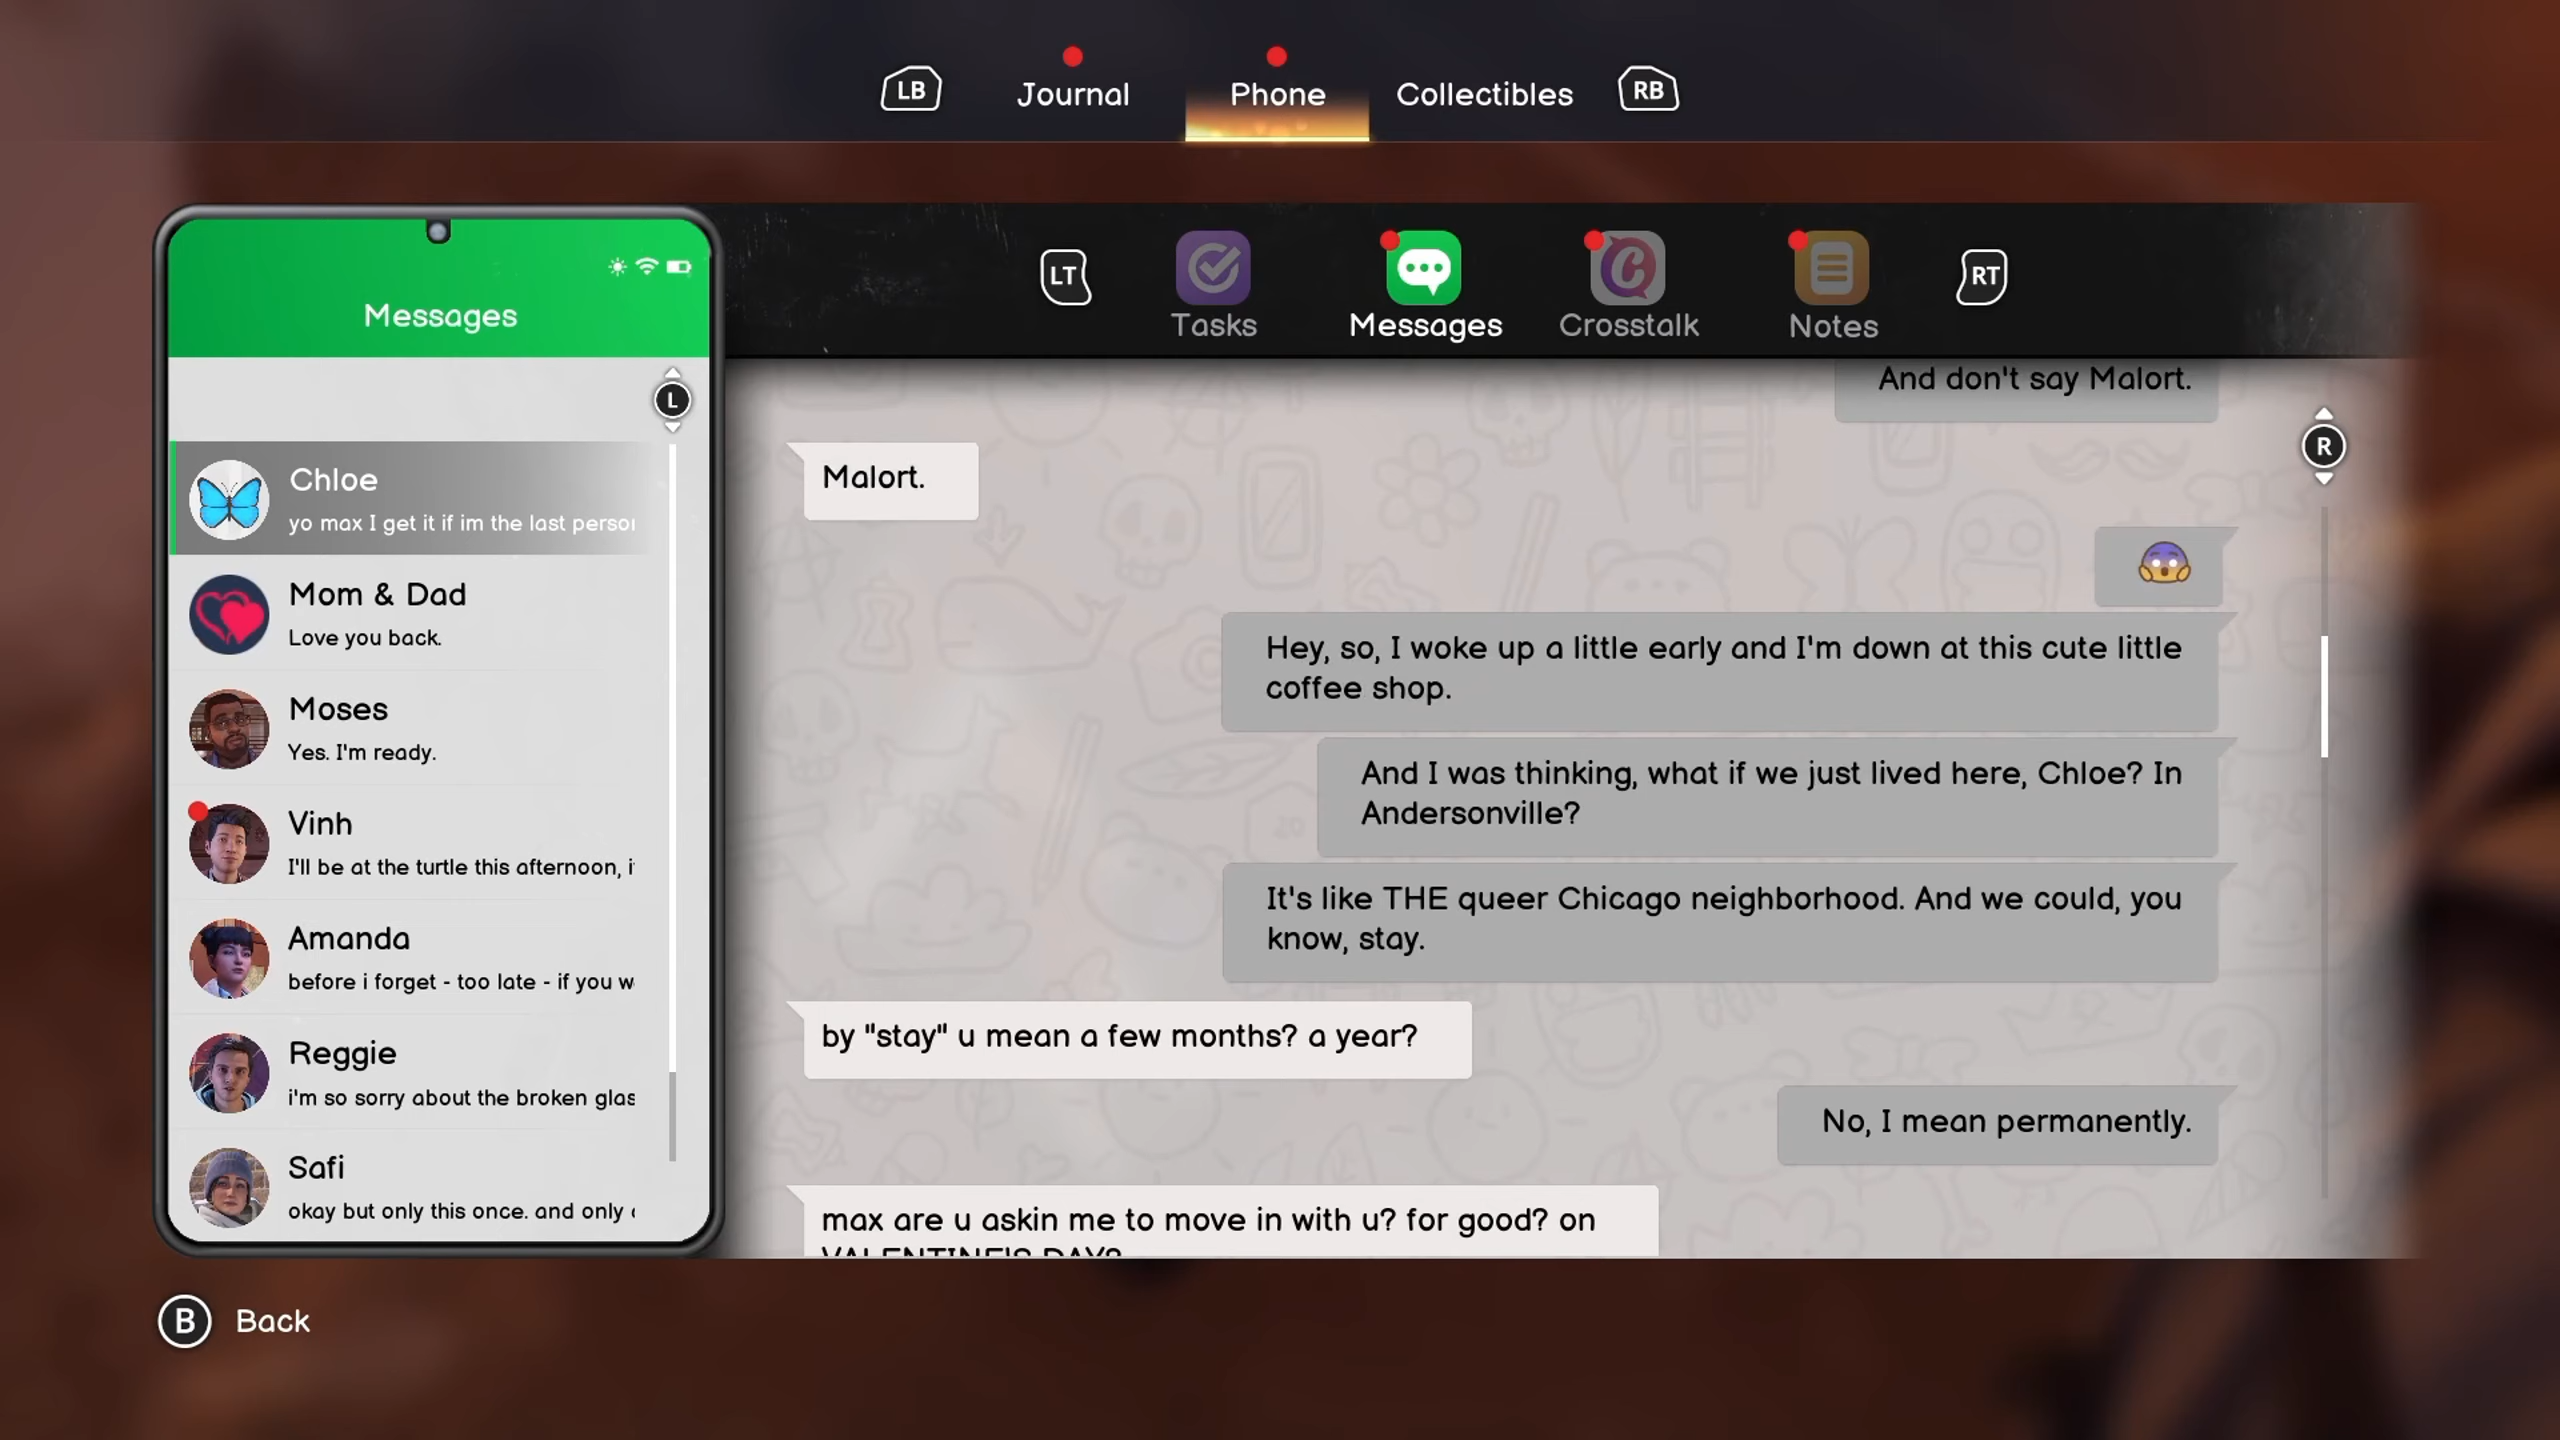 LB
Journal
Phone
Collectibles
RB
Messages
LT
Tasks
Messages
Crosstalk
Notes
RT
L
Chloe
yo max I get it if im the last person
Mom & Dad
Love you back.
Moses
Yes. I'm ready.
Vinh
I'll be at the turtle this afternoon,
Amanda
before i forget - too late - if you
Reggie
i'm so sorry about the broken
Safi
okay but only this once. and only
And don't say Malort.
R
Malort.
😱
Hey, so, I woke up a little early and I'm down at this cute little
coffee shop.
And I was thinking, what if we just lived here, Chloe? In
Andersonville?
It's like THE queer Chicago neighborhood. And we could, you
know, stay.
by "stay" u mean a few months? a year?
No, I mean permanently.
max are u askin me to move in with u? for good? on
VALENTINE'S DAY?
B
Back